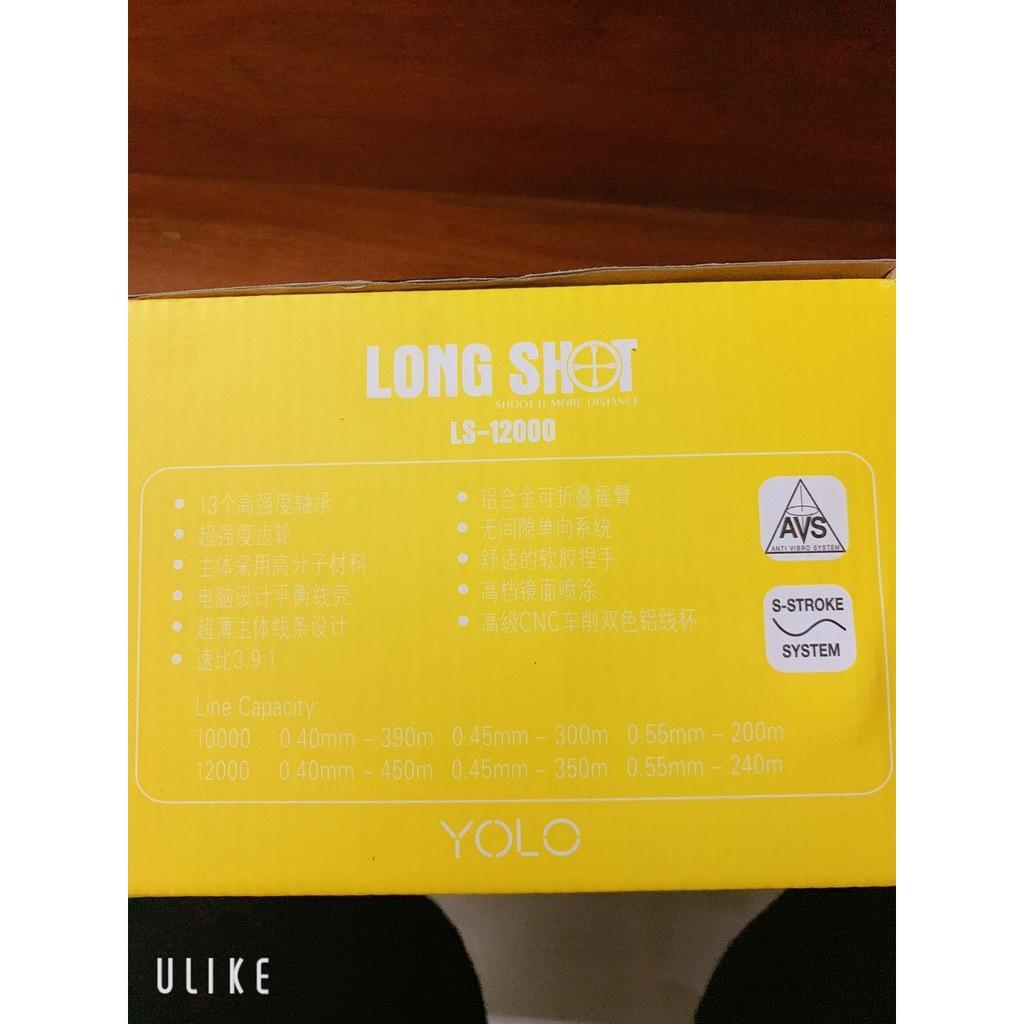 LONG SHOT
SHOOT IT MORE DISTANCE
LS-12000
13个高强度轴承
超强度齿轮
主体采用高分子材料
电脑设计平衡线壳
超薄主体线条设计
速比3.9:1
铝合金可折叠摇臂
无间隙单向系统
舒适的软胶捏手
高档镜面喷涂
高级CNC车削双色铝线杯
AVS
ANTI VIBRO SYSTEM
S-STROKE
SYSTEM
Line Capacity:
10000 0.40mm - 390m 0.45mm - 300m 0.55mm - 200m
12000 0.40mm - 450m 0.45mm - 350m 0.55mm - 240m
YOLO
ULIKE